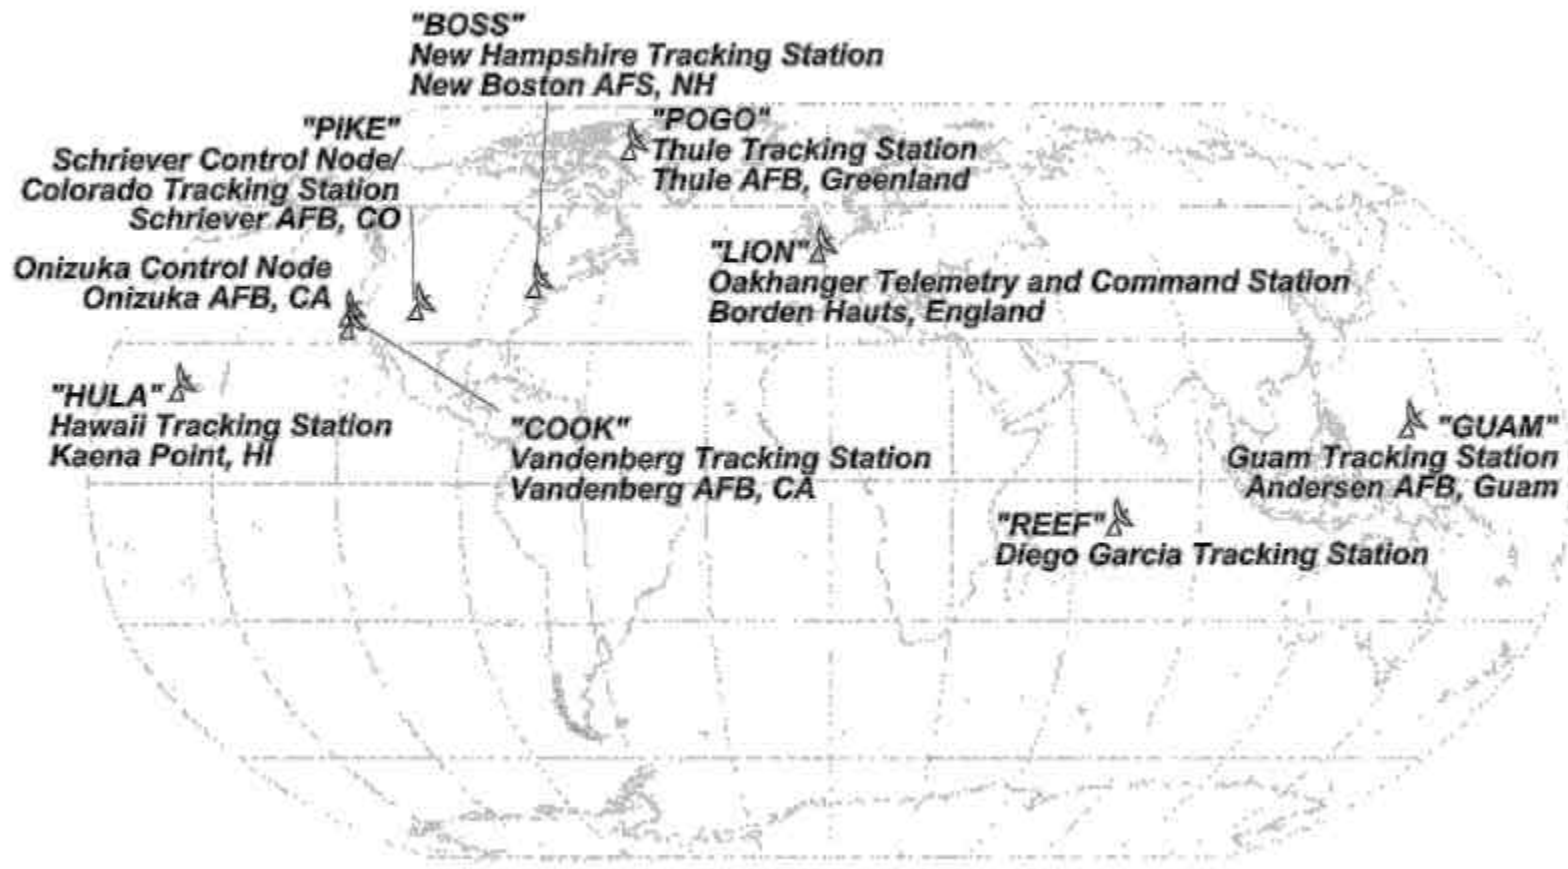 "BOSS"
New Hampshire Tracking Station
New Boston AFS, NH
"PIKE"
Schriever Control Node/
Colorado Tracking Station
Schriever AFB, CO
"POGO"
Thule Tracking Station
Thule AFB, Greenland
Onizuka Control Node
Onizuka AFB, CA
"LION"
Oakhanger Telemetry and Command Station
Borden Hauts, England
"HULA"
Hawaii Tracking Station
Kaena Point, HI
"COOK"
Vandenberg Tracking Station
Vandenberg AFB, CA
"GUAM"
Guam Tracking Station
Andersen AFB, Guam
"REEF"
Diego Garcia Tracking Station